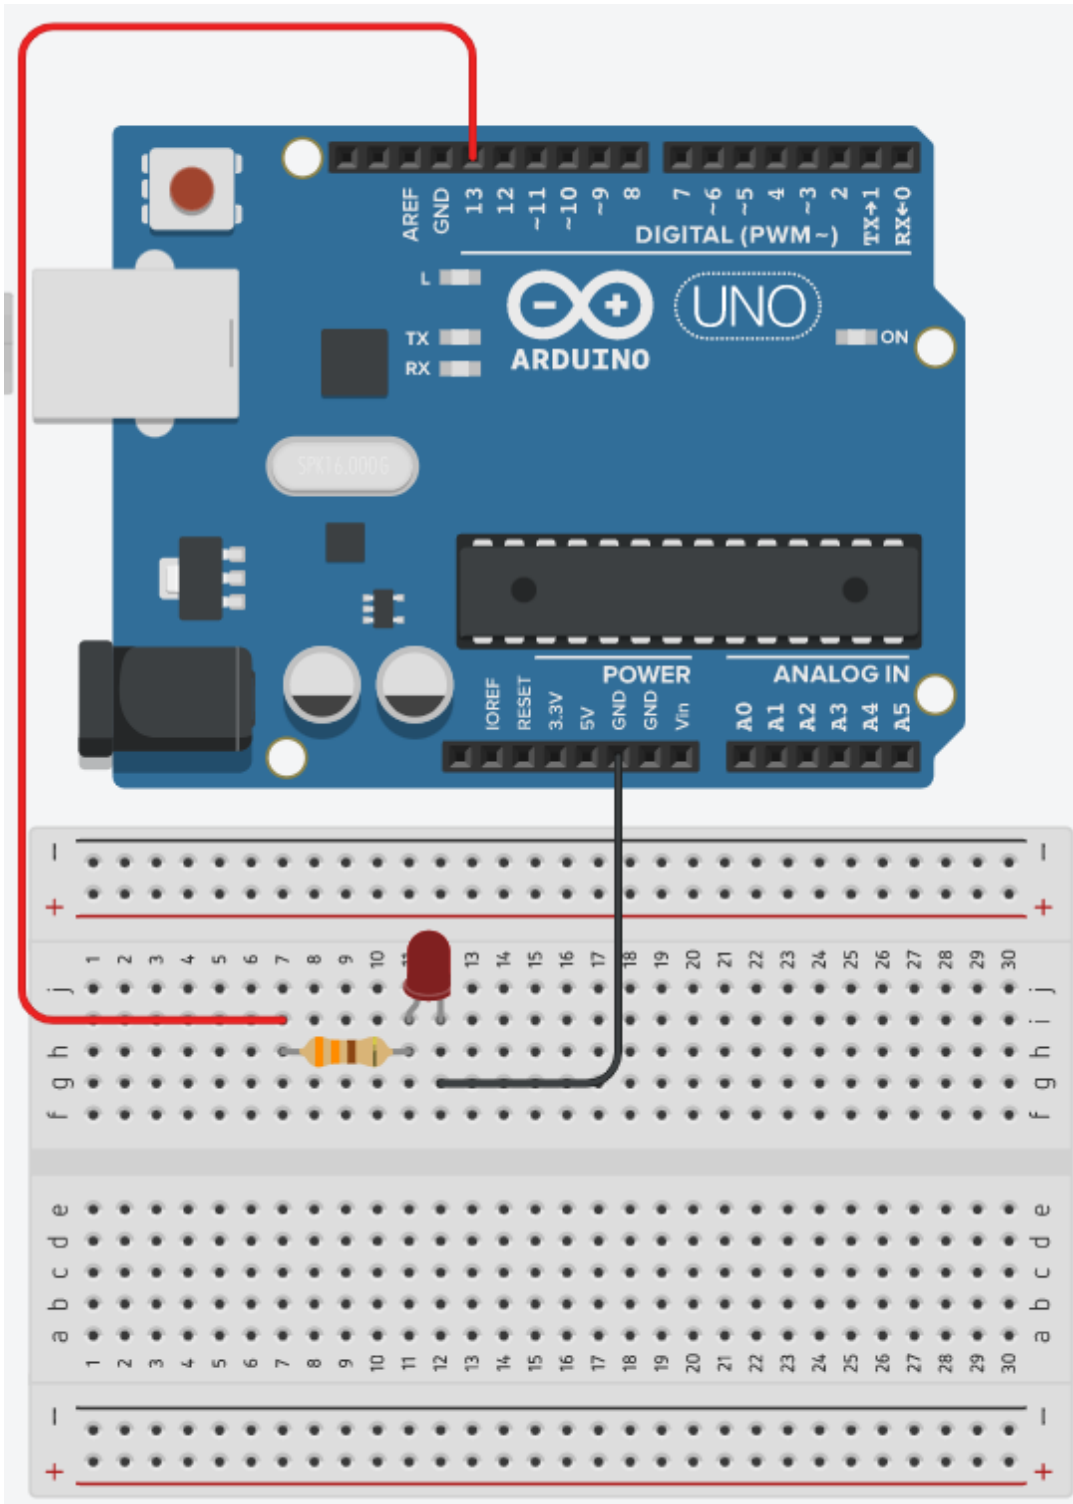 AREF GND 13 12 ~11 ~10 ~9 8 7 ~6 ~5 4 ~3 2 TX→1 RX←0
DIGITAL (PWM~)
L
TX
RX
UNO
ARDUINO
ON
SPK16.000G
POWER
ANALOG IN
IOREF RESET 3.3V 5V GND GND Vin A0 A1 A2 A3 A4 A5
− −
+ +
1 2 3 4 5 6 7 8 9 10 11 13 14 15 16 17 18 19 20 21 22 23 24 25 26 27 28 29 30
j j
i
h h
g g
f f
e e
d d
c c
b b
a a
1 2 3 4 5 6 7 8 9 10 11 12 13 14 15 16 17 18 19 20 21 22 23 24 25 26 27 28 29 30
− −
+ +